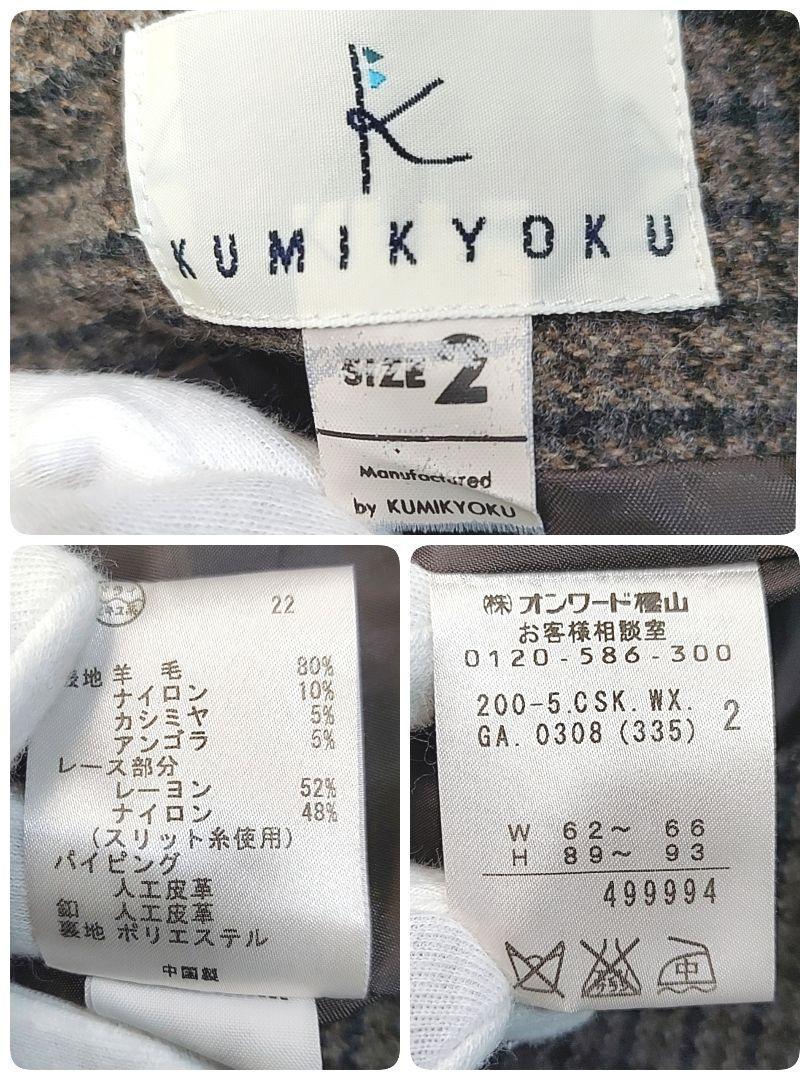 KUMIKYOKU
SIZE 2
Manufactured
by KUMIKYOKU
22
表地 羊 毛 80%
ナイロン 10%
カシミヤ 5%
アンゴラ 5%
レース部分
レーヨン 52%
ナイロン 48%
(スリット糸使用)
パイピング
人工皮革
釦 人工皮革
裏地 ポリエステル
中国製
(株)オンワード樫山
お客様相談室
0120-586-300
200-5.CSK.WX.
GA.0308(335) 2
W 62~ 66
H 89~ 93
499994
中